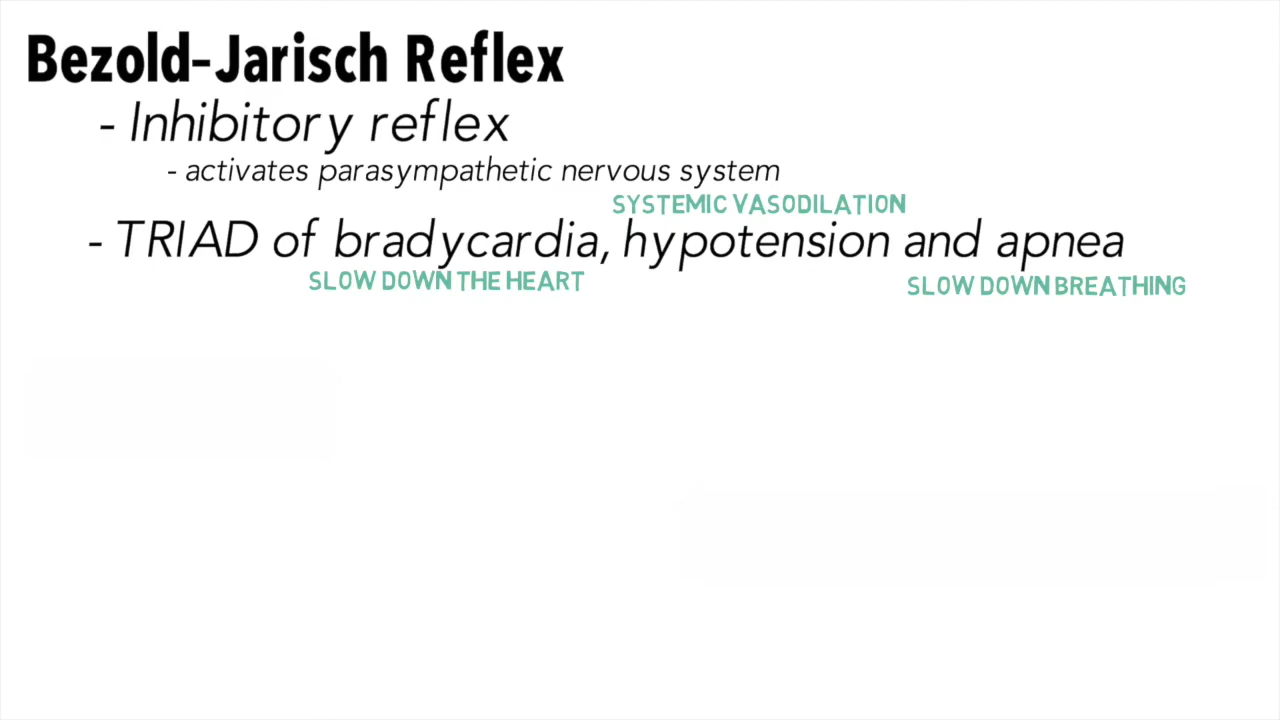 Bezold-Jarisch Reflex
- Inhibitory reflex
- activates parasympathetic nervous system
SYSTEMIC VASODILATION
- TRIAD of bradycardia, hypotension and apnea
SLOW DOWN THE HEART
SLOW DOWN BREATHING